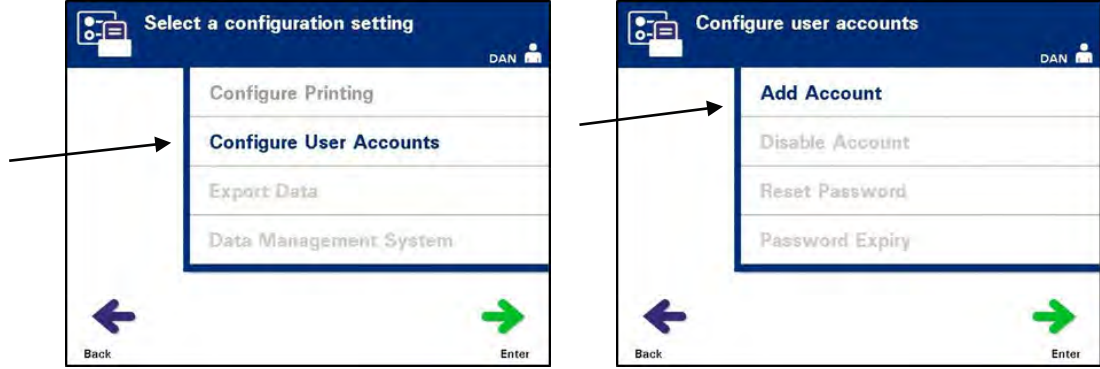 Select a configuration setting
DAN
Configure Printing
Configure User Accounts
Export Data
Data Management System
Back
Enter
Configure user accounts
DAN
Add Account
Disable Account
Reset Password
Password Expiry
Back
Enter